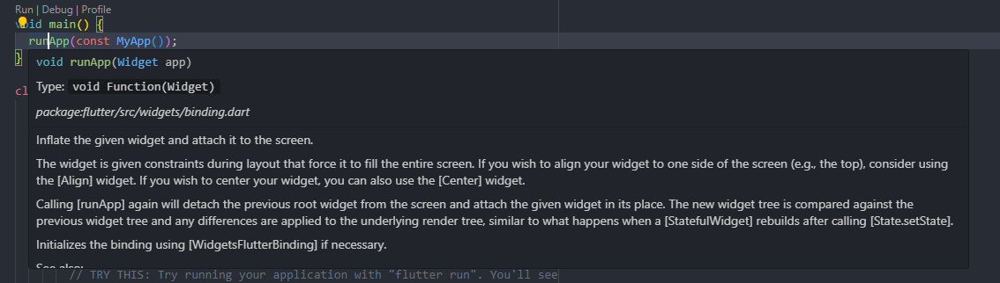 Run | Debug | Profile
void main() {
runApp(const MyApp());
}
void runApp(Widget app)
Type: void Function(Widget)
cl
package:flutter/src/widgets/binding.dart
Inflate the given widget and attach it to the screen.
The widget is given constraints during layout that force it to fill the entire screen. If you wish to align your widget to one side of the screen (e.g., the top), consider using
the [Align] widget. If you wish to center your widget, you can also use the [Center] widget.
Calling [runApp] again will detach the previous root widget from the screen and attach the given widget in its place. The new widget tree is compared against the
previous widget tree and any differences are applied to the underlying render tree, similar to what happens when a [StatefulWidget] rebuilds after calling [State.setState].
Initializes the binding using [WidgetsFlutterBinding] if necessary.
See also:
// TRY THIS: Try running your application with "flutter run". You'll see